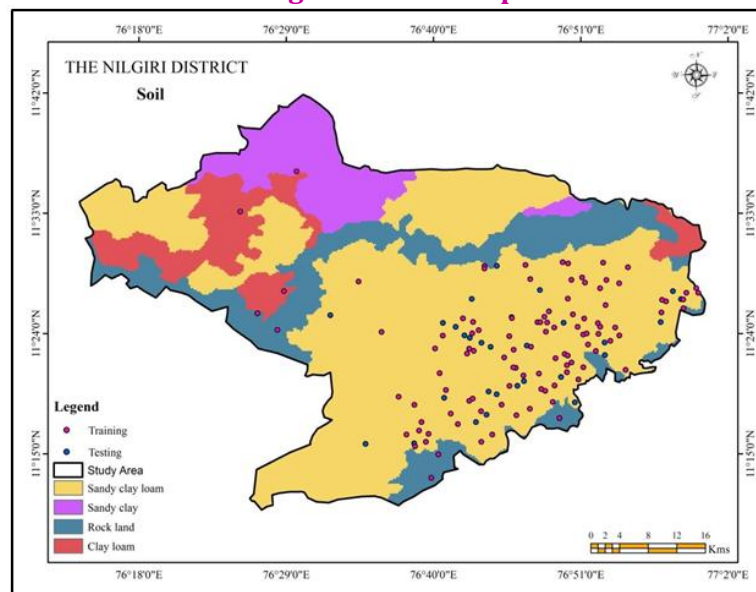 76°18'0"E 76°29'0"E 76°40'0"E 76°51'0"E 77°2'0"E
THE NILGIRI DISTRICT
Soil
N
W E
S
11°42'0"N 11°42'0"N
11°33'0"N 11°33'0"N
11°24'0"N 11°24'0"N
11°15'0"N 11°15'0"N
Legend
Training
Testing
Study Area
Sandy clay loam
Sandy clay
Rock land
Clay loam
0 2 4 8 12 16
Kms
76°18'0"E 76°29'0"E 76°40'0"E 76°51'0"E 77°2'0"E